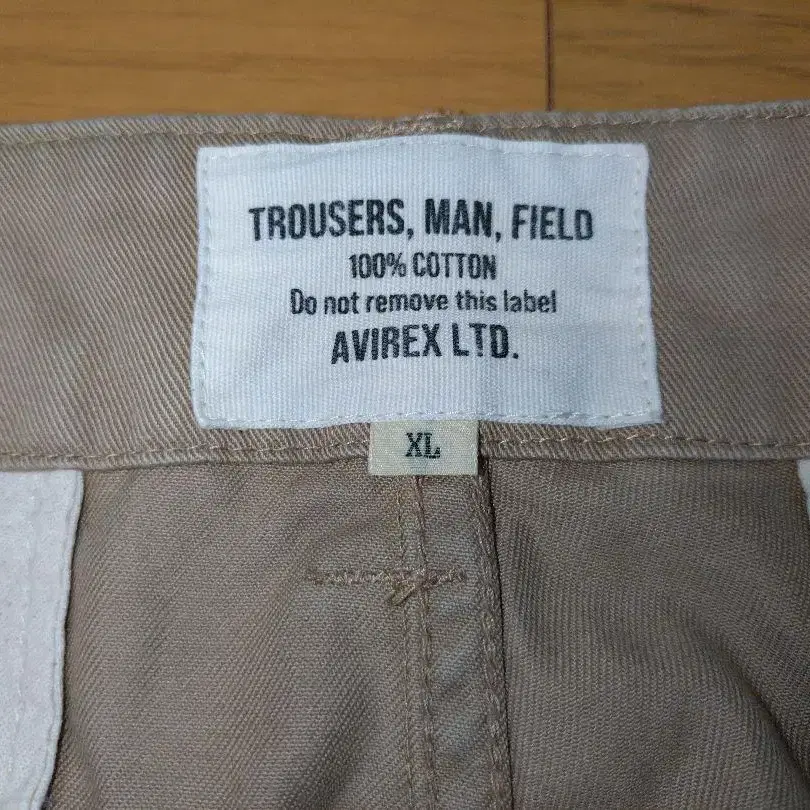 TROUSERS, MAN, FIELD
100% COTTON
Do not remove this label
AVIREX LTD.
XL